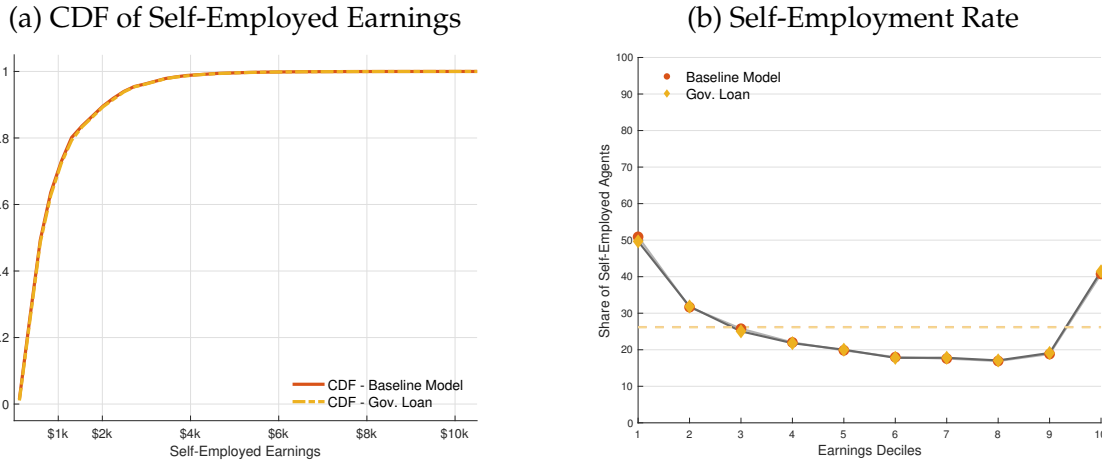 (a) CDF of Self-Employed Earnings
1
.8
.6
.4
.2
0
$1k $2k $4k $6k $8k $10k
Self-Employed Earnings
CDF - Baseline Model
CDF - Gov. Loan
(b) Self-Employment Rate
100
90
80
70
60
50
40
30
20
10
0
Share of Self-Employed Agents
Baseline Model
Gov. Loan
1 2 3 4 5 6 7 8 9 10
Earnings Deciles